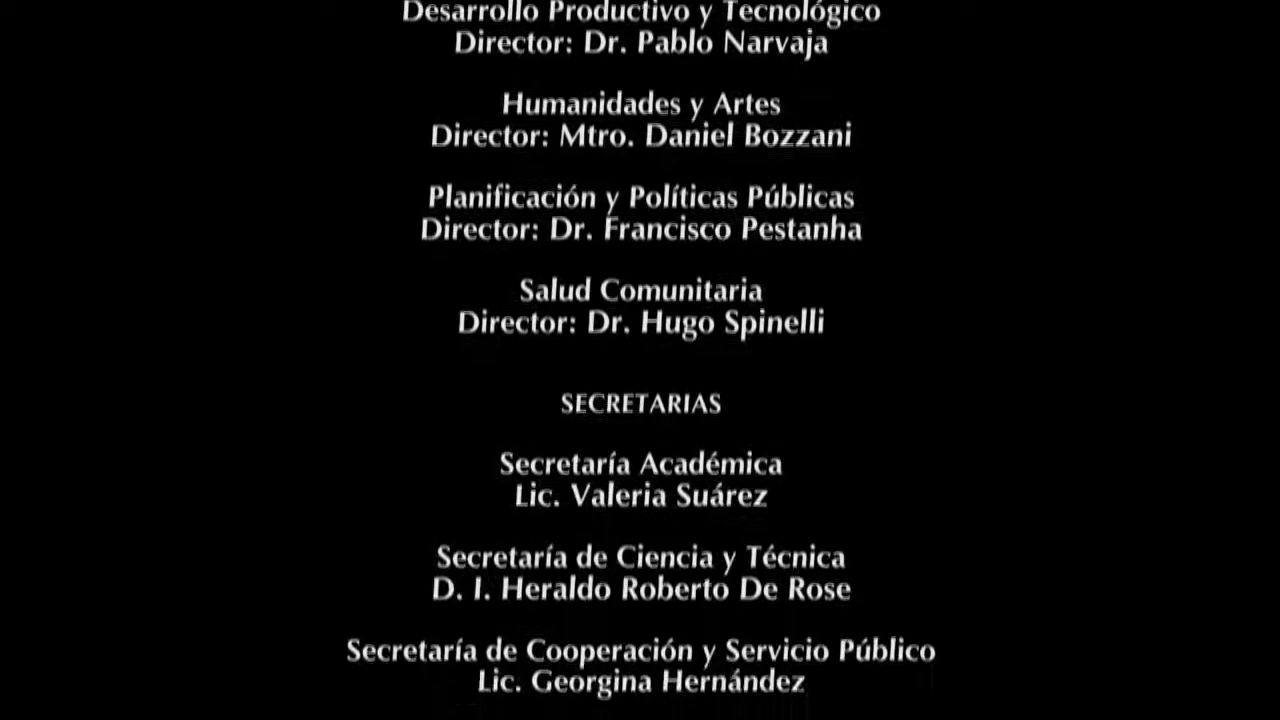 Desarrollo Productivo y Tecnológico
Director: Dr. Pablo Narvaja
Humanidades y Artes
Director: Mtro. Daniel Bozzani
Planificación y Políticas Públicas
Director: Dr. Francisco Pestanha
Salud Comunitaria
Director: Dr. Hugo Spinelli
SECRETARIAS
Secretaría Académica
Lic. Valeria Suárez
Secretaría de Ciencia y Técnica
D. I. Heraldo Roberto De Rose
Secretaría de Cooperación y Servicio Público
Lic. Georgina Hernández